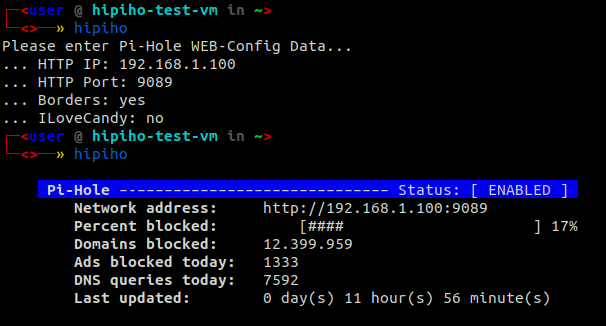 ┌─<user @ hipiho-test-vm in ~>
└─<>──» hipiho
Please enter Pi-Hole WEB-Config Data...
... HTTP IP: 192.168.1.100
... HTTP Port: 9089
... Borders: yes
... ILoveCandy: no
┌─<user @ hipiho-test-vm in ~>
└─<>──» hipiho
Pi-Hole ------------------------------ Status: [ ENABLED ]
Network address: http://192.168.1.100:9089
Percent blocked: [#### ] 17%
Domains blocked: 12.399.959
Ads blocked today: 1333
DNS queries today: 7592
Last updated: 0 day(s) 11 hour(s) 56 minute(s)